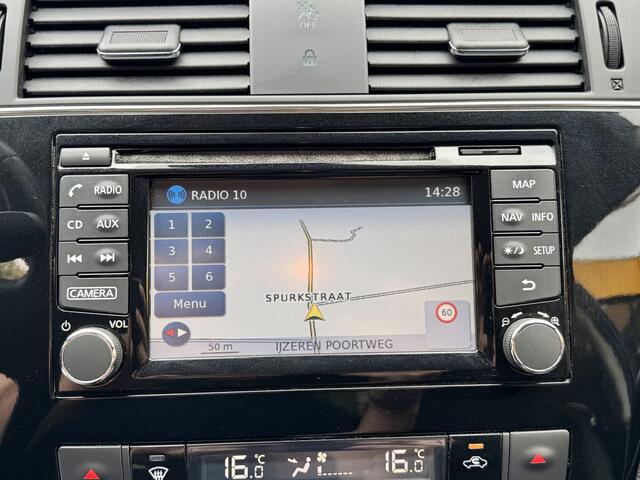 OFF
RADIO
CD AUX
CAMERA
VOL
RADIO 10 14:28
1 2
3 4
5 6
Menu
SPURKSTRAAT
60
50 m
IJZEREN POORTWEG
MAP
NAV INFO
SETUP
16.0 °C
16.0 °C